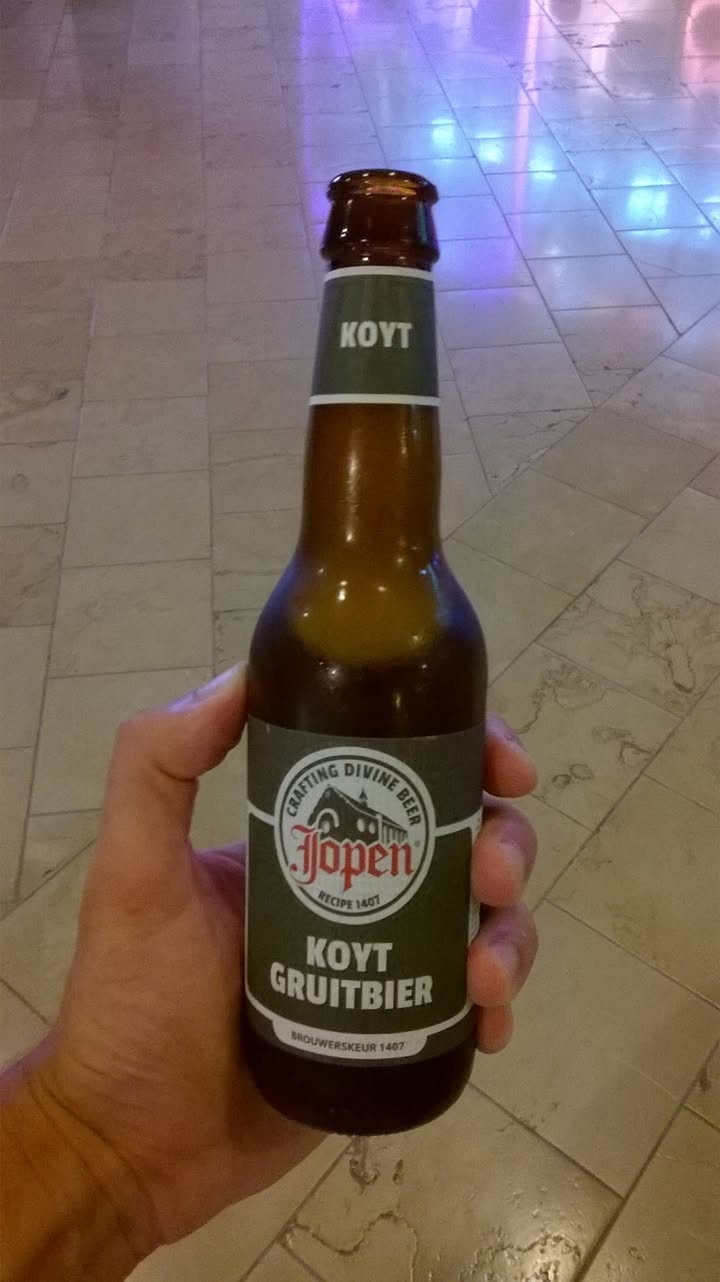 KOYT
CRAFTING DIVINE BEER
Jopen
RECIPE 1407
KOYT
GRUITBIER
BROUWERSKEUR 1407